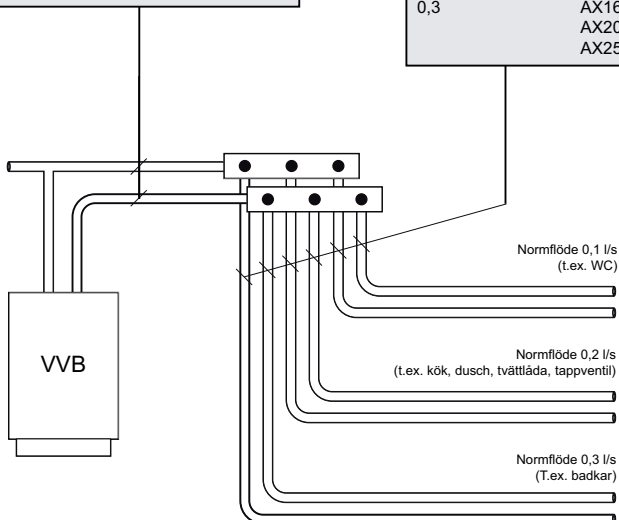 0,3 AX16
AX20
AX25
Normflöde 0,1 l/s
(t.ex. WC)
VVB
Normflöde 0,2 l/s
(t.ex. kök, dusch, tvättlåda, tappventil)
Normflöde 0,3 l/s
(T.ex. badkar)